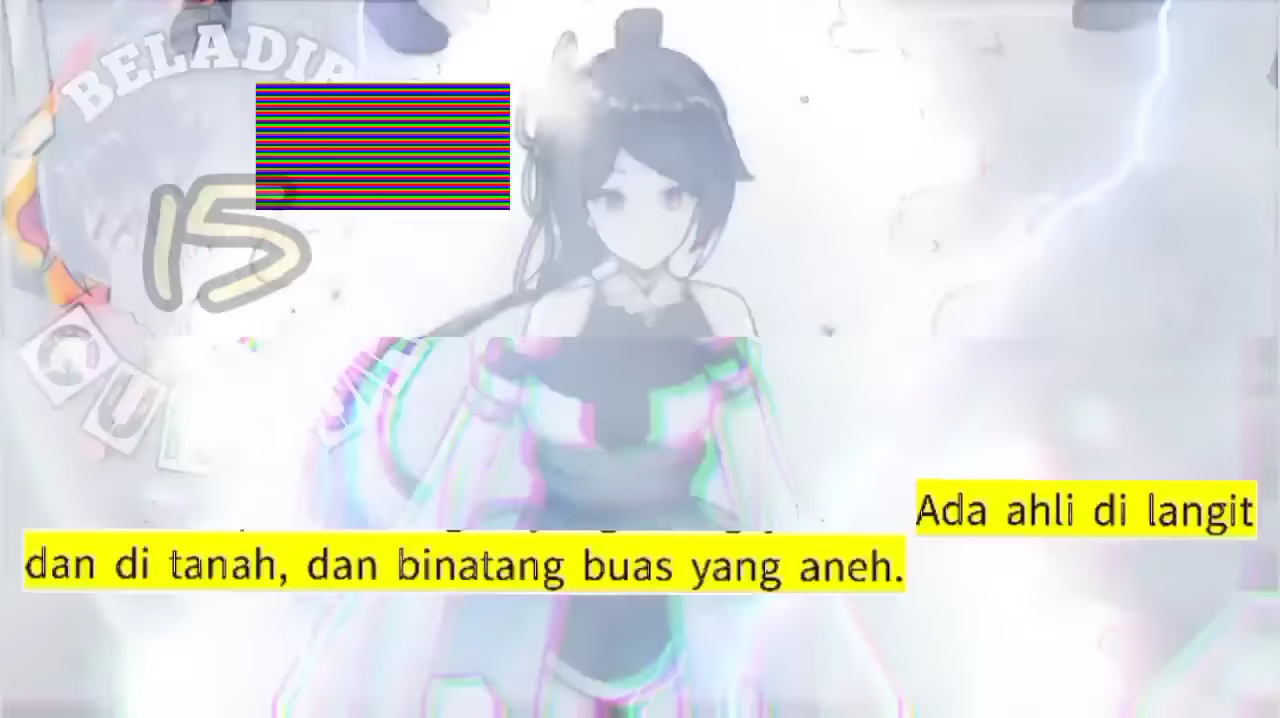 BELADIR
15
Ada ahli di langit
dan di tanah, dan binatang buas yang aneh.